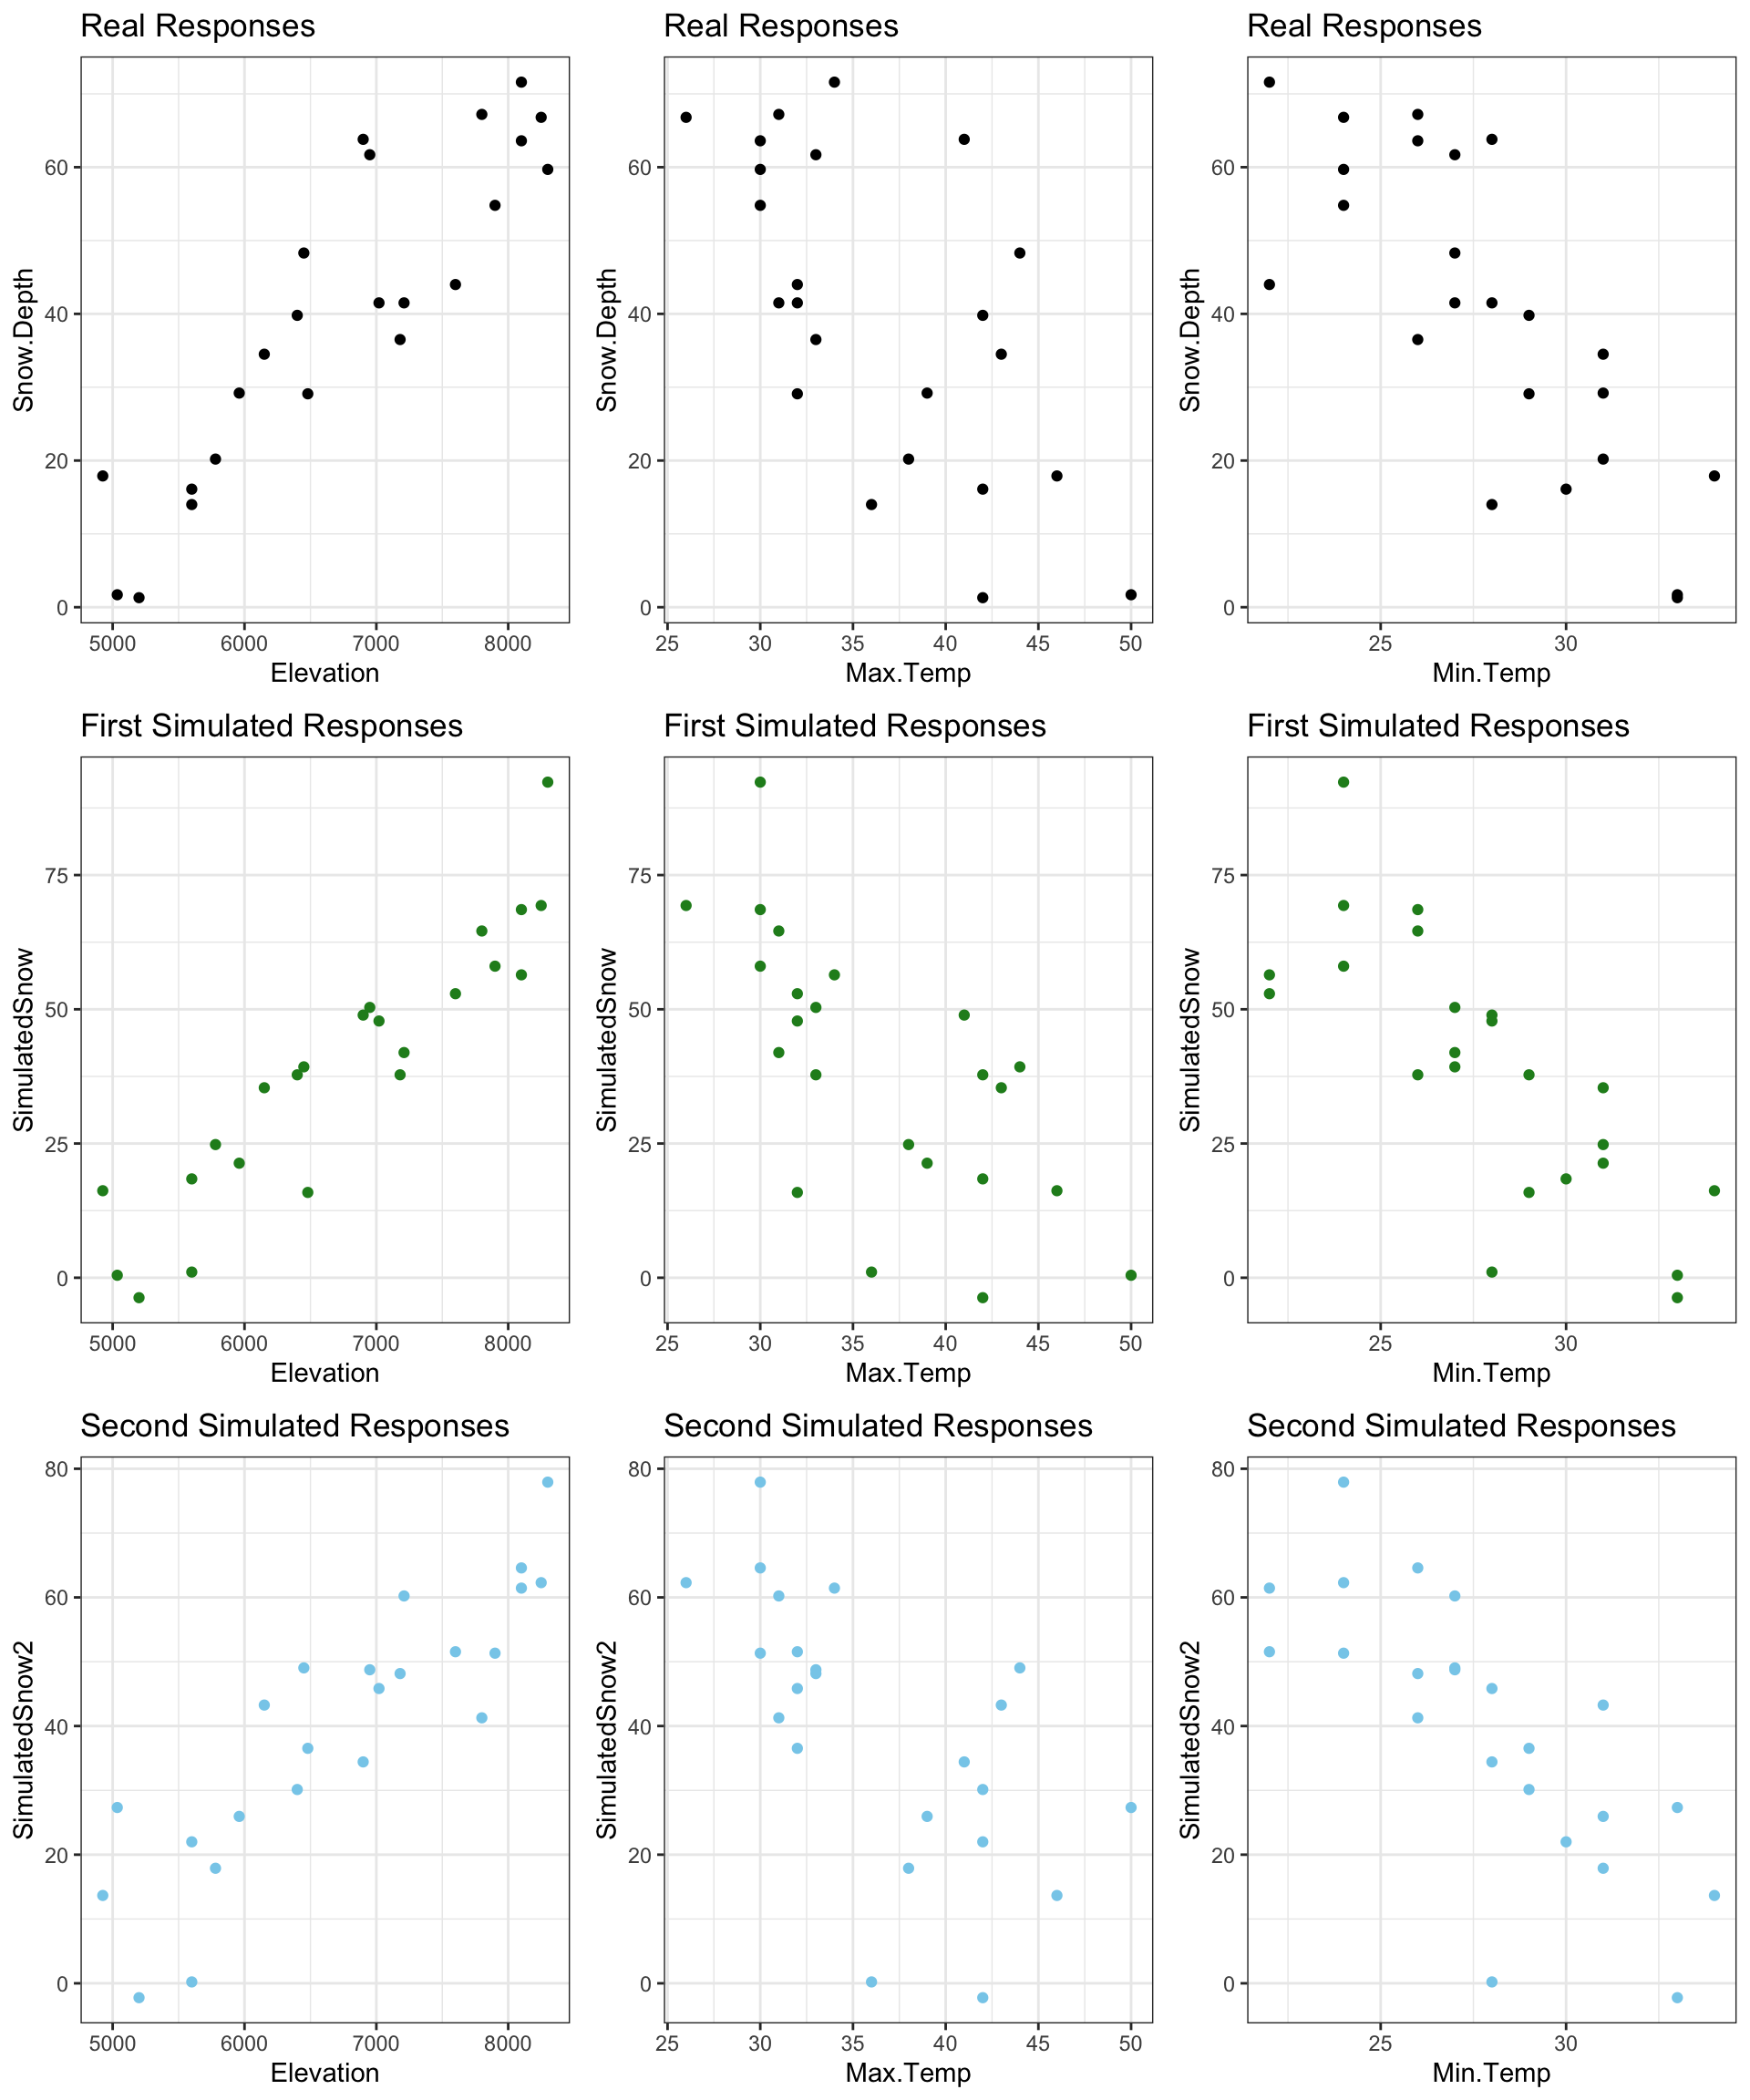 Real Responses
Real Responses
Real Responses
Snow.Depth
60
40
20
0
5000 6000 7000 8000
Elevation
Snow.Depth
60
40
20
0
25 30 35 40 45 50
Max.Temp
Snow.Depth
60
40
20
0
25 30
Min.Temp
First Simulated Responses
First Simulated Responses
First Simulated Responses
SimulatedSnow
75
50
25
0
5000 6000 7000 8000
Elevation
SimulatedSnow
75
50
25
0
25 30 35 40 45 50
Max.Temp
SimulatedSnow
75
50
25
0
25 30
Min.Temp
Second Simulated Responses
Second Simulated Responses
Second Simulated Responses
SimulatedSnow2
80
60
40
20
0
5000 6000 7000 8000
Elevation
SimulatedSnow2
80
60
40
20
0
25 30 35 40 45 50
Max.Temp
SimulatedSnow2
80
60
40
20
0
25 30
Min.Temp